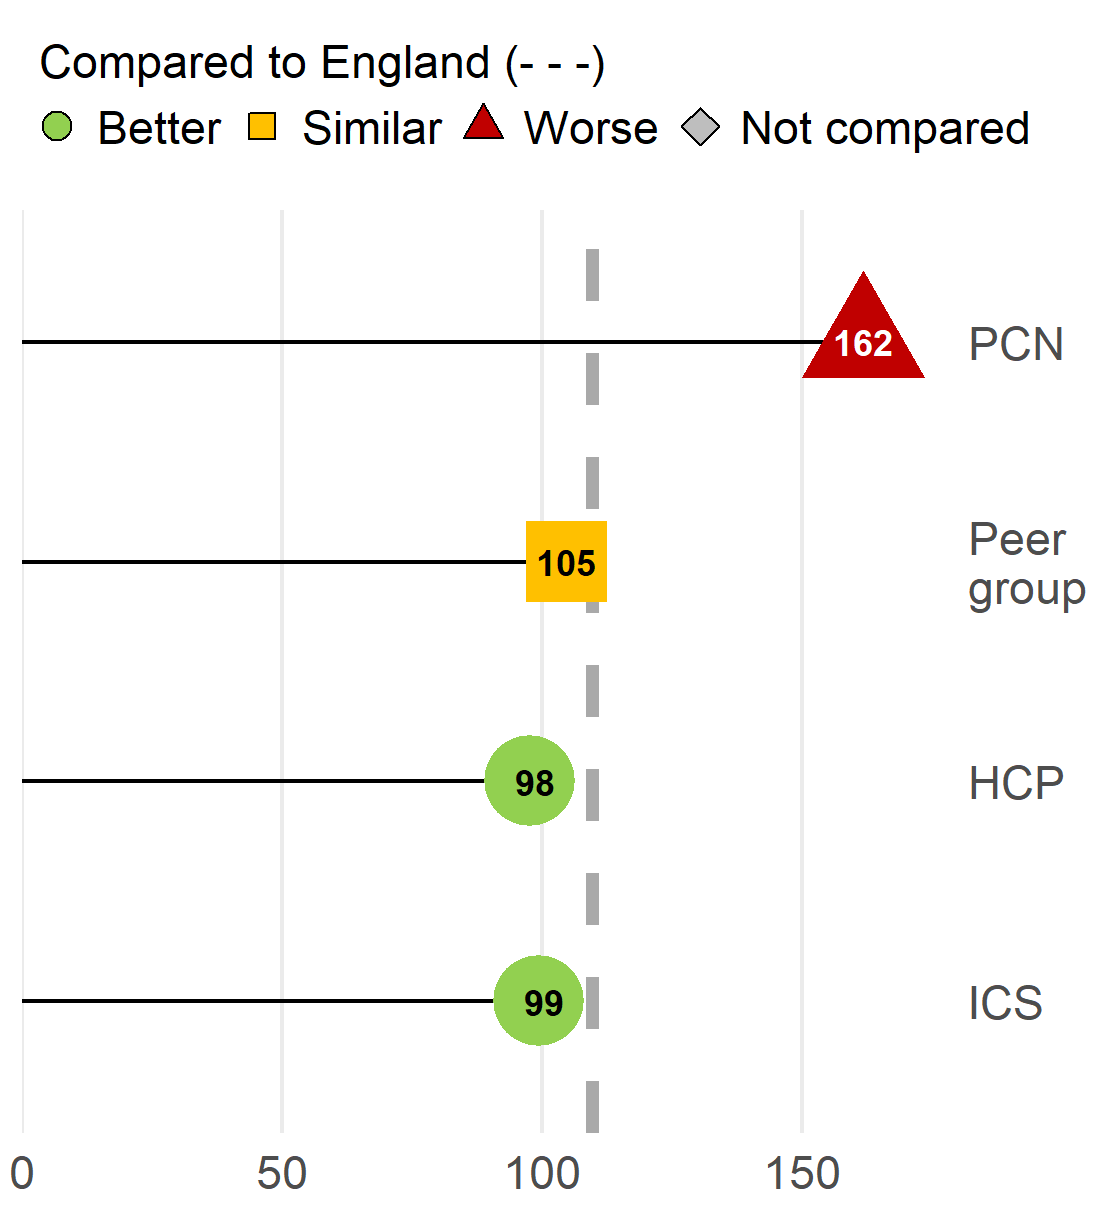 Compared to England (- - -)
Better Similar Worse Not compared
162 PCN
105 Peer
group
98 HCP
99 ICS
0 50 100 150